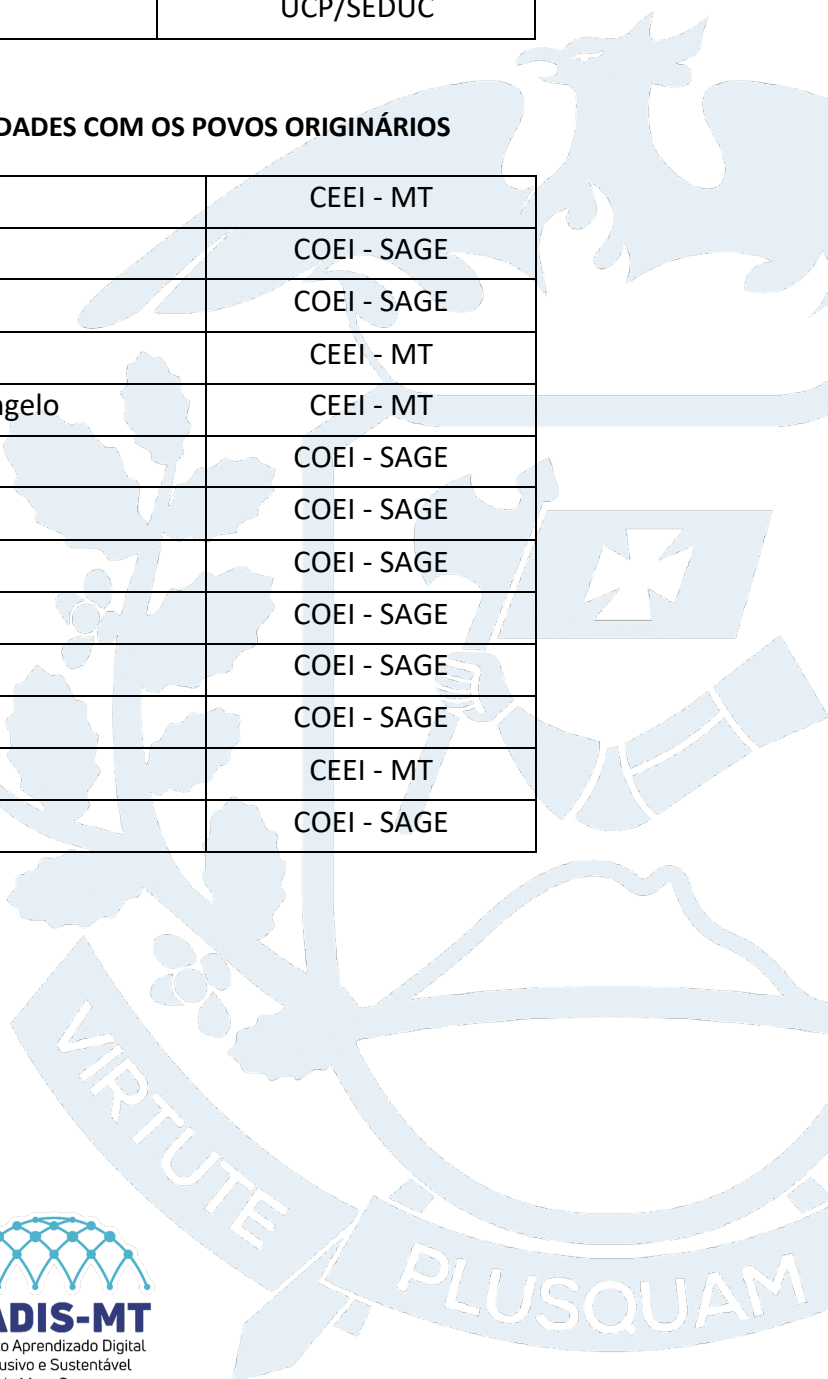 UCP/SEDUC
DADES COM OS POVOS ORIGINÁRIOS
CEEI - MT
COEI - SAGE
COEI - SAGE
CEEI - MT
ngelo CEEI - MT
COEI - SAGE
COEI - SAGE
COEI - SAGE
COEI - SAGE
COEI - SAGE
COEI - SAGE
CEEI - MT
COEI - SAGE
VIRTUTE PLUSQUAM
ADIS-MT
o Aprendizado Digital
usivo e Sustentável